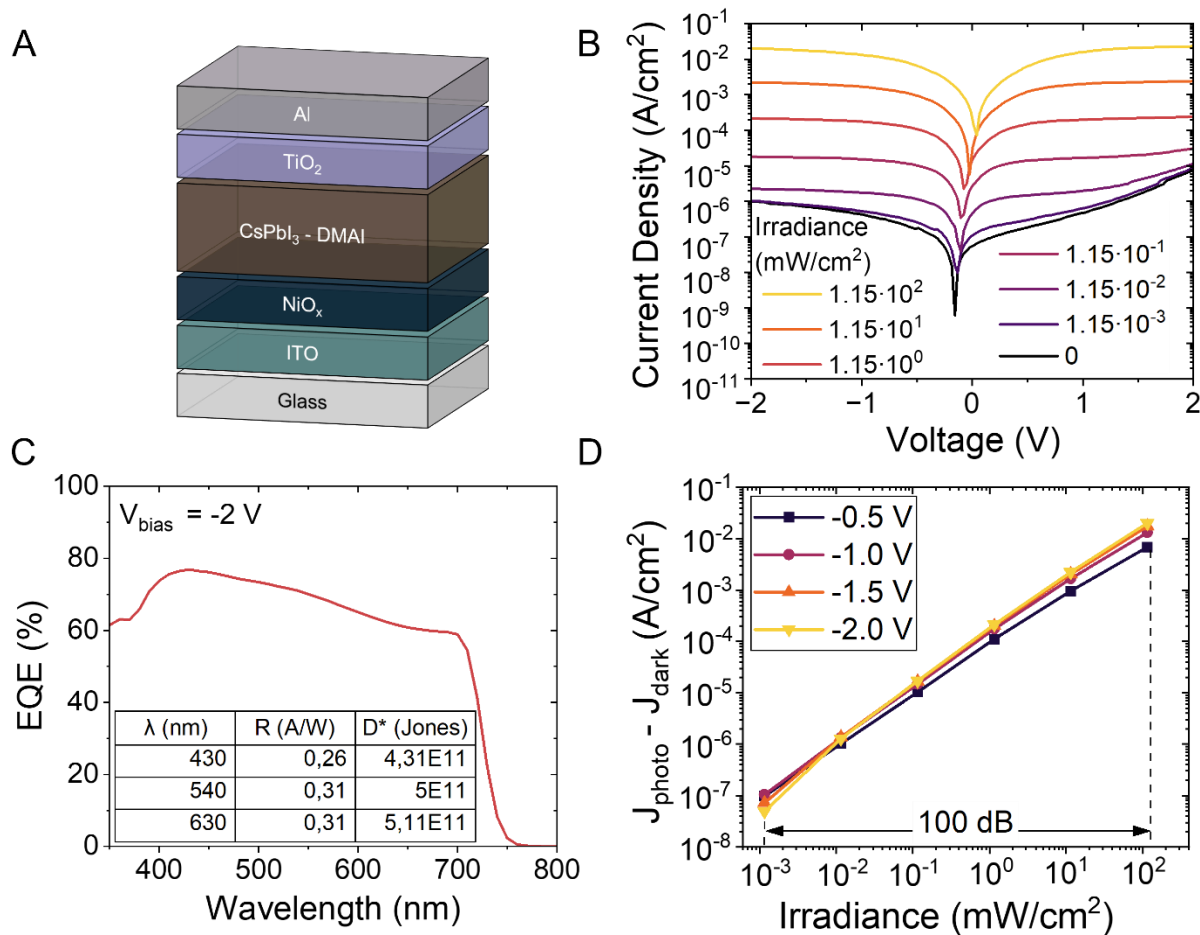 A
Al
TiO₂
CsPbI₃ - DMAI
NiOₓ
ITO
Glass
B
Current Density (A/cm²)
10⁻¹
10⁻²
10⁻³
10⁻⁴
10⁻⁵
10⁻⁶
10⁻⁷
10⁻⁸
10⁻⁹
10⁻¹⁰
10⁻¹¹
Irradiance
(mW/cm²)
1.15·10²
1.15·10¹
1.15·10⁰
1.15·10⁻¹
1.15·10⁻²
1.15·10⁻³
0
−2 −1 0 1 2
Voltage (V)
C
EQE (%)
100
80
60
40
20
0
V_bias = -2 V
λ (nm) R (A/W) D* (Jones)
430 0,26 4,31E11
540 0,31 5E11
630 0,31 5,11E11
400 500 600 700 800
Wavelength (nm)
D
J_photo - J_dark (A/cm²)
10⁻¹
10⁻²
10⁻³
10⁻⁴
10⁻⁵
10⁻⁶
10⁻⁷
10⁻⁸
-0.5 V
-1.0 V
-1.5 V
-2.0 V
100 dB
10⁻³ 10⁻² 10⁻¹ 10⁰ 10¹ 10²
Irradiance (mW/cm²)